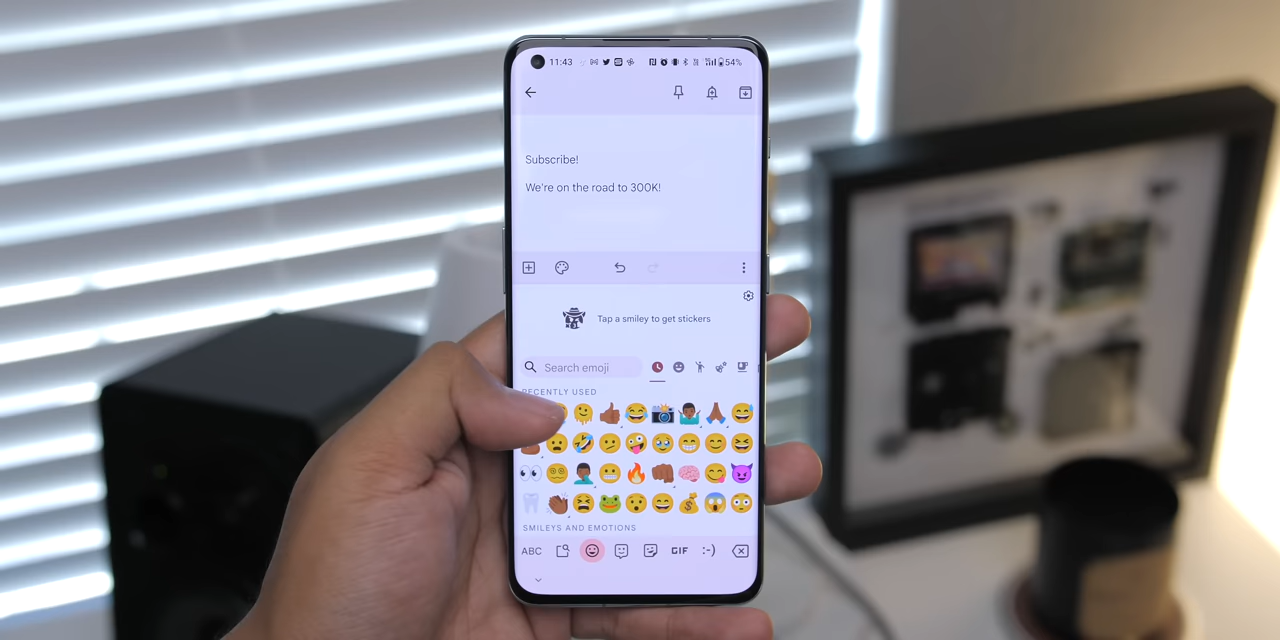 11:43
54%
Subscribe!
We're on the road to 300K!
Tap a smiley to get stickers
Search emoji
RECENTLY USED
SMILEYS AND EMOTIONS
ABC
GIF
:-)